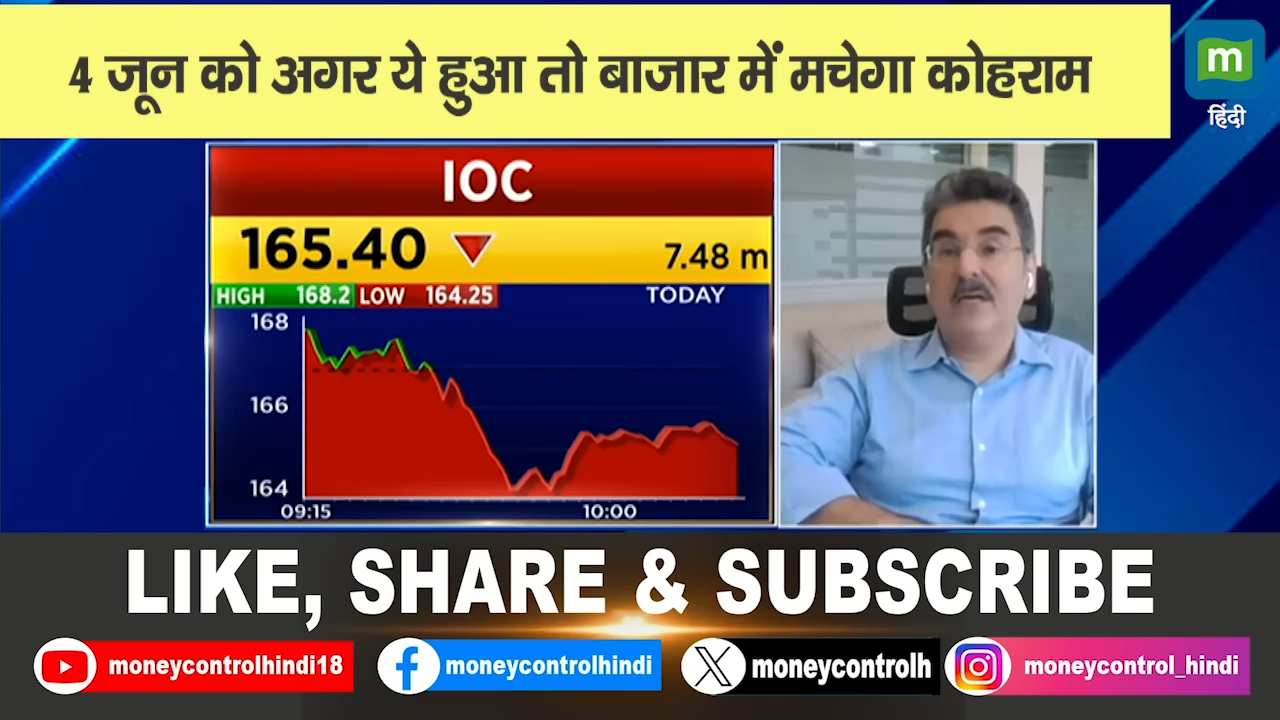 4 जून को अगर ये हुआ तो बाजार में मचेगा कोहराम
m
हिंदी
IOC
165.40
7.48 m
HIGH 168.2 LOW 164.25
TODAY
168
166
164
09:15
10:00
LIKE, SHARE & SUBSCRIBE
moneycontrolhindi18
moneycontrolhindi
moneycontrolh
moneycontrol_hindi